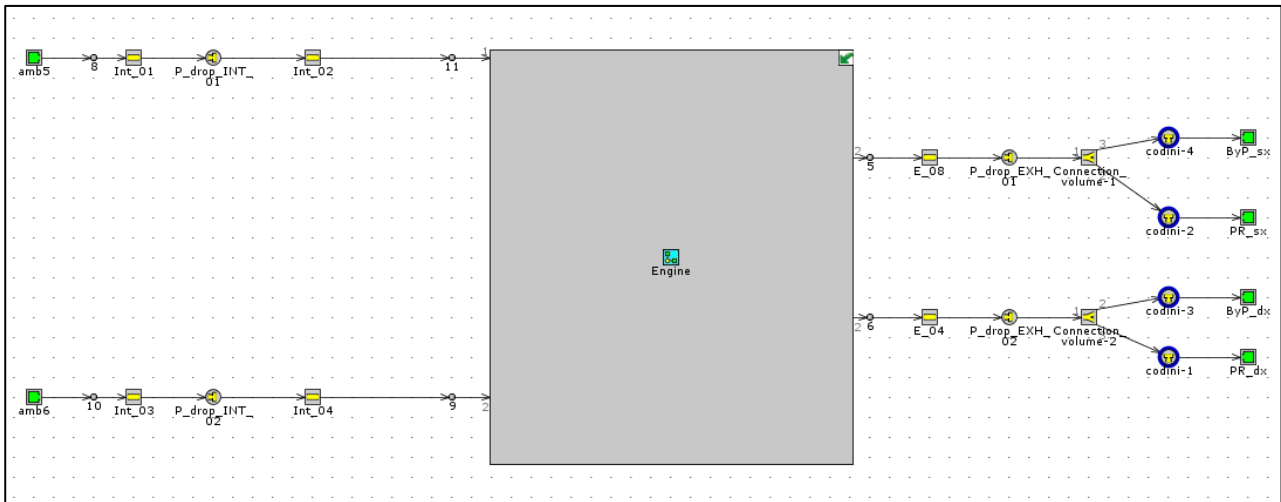 1
amb5
8
Int_01
P_drop_INT_
01
Int_02
11
2
5
E_08
P_drop_EXH_
01
1
Connection_
volume-1
3
codini-4
ByP_sx
codini-2
PR_sx
Engine
2
6
E_04
P_drop_EXH_
02
1
Connection_
volume-2
2
codini-3
ByP_dx
codini-1
PR_dx
amb6
10
Int_03
P_drop_INT_
02
Int_04
9
2